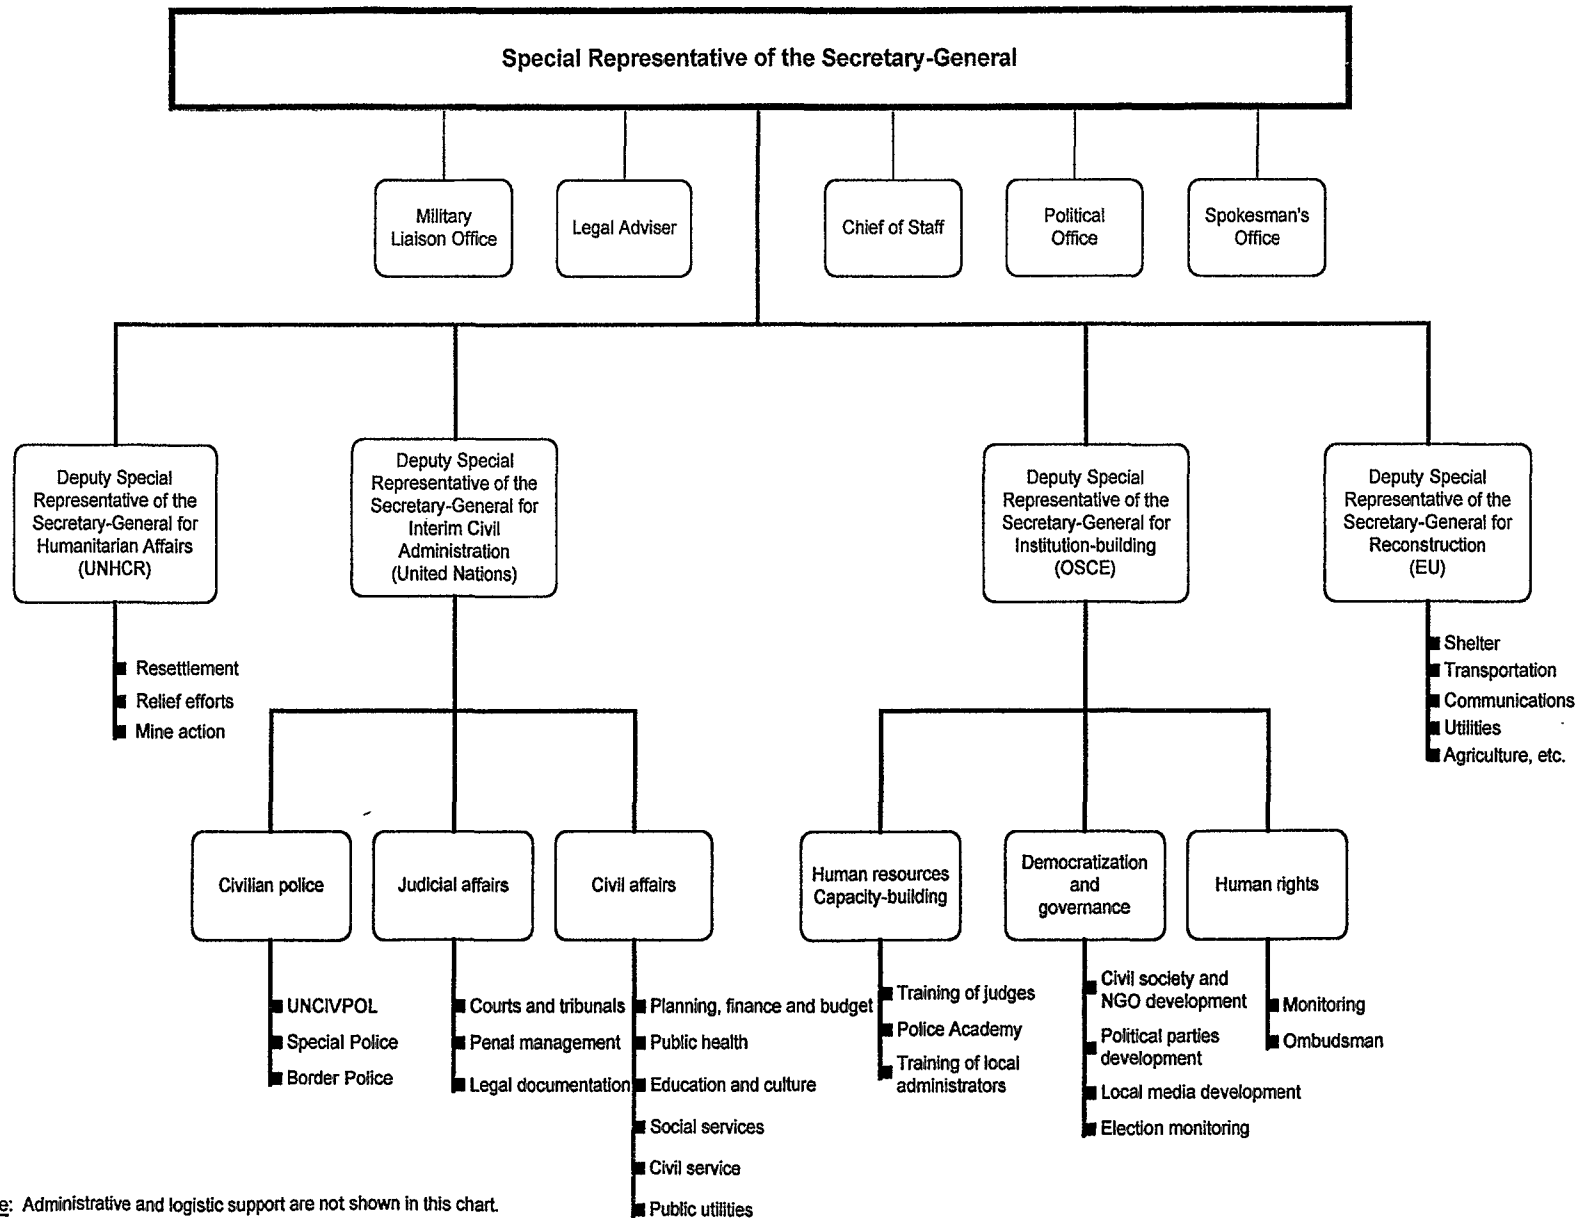 Special Representative of the Secretary-General
Military
Liaison Office
Legal Adviser
Chief of Staff
Political
Office
Spokesman's
Office
Deputy Special
Representative of the
Secretary-General for
Humanitarian Affairs
(UNHCR)
Deputy Special
Representative of the
Secretary-General for
Interim Civil
Administration
(United Nations)
Deputy Special
Representative of the
Secretary-General for
Institution-building
(OSCE)
Deputy Special
Representative of the
Secretary-General for
Reconstruction
(EU)
Resettlement
Relief efforts
Mine action
Shelter
Transportation
Communications
Utilities
Agriculture, etc.
Civilian police
Judicial affairs
Civil affairs
Human resources
Capacity-building
Democratization
and
governance
Human rights
UNCIVPOL
Special Police
Border Police
Courts and tribunals
Penal management
Legal documentation
Planning, finance and budget
Public health
Education and culture
Social services
Civil service
Public utilities
Training of judges
Police Academy
Training of local
administrators
Civil society and
NGO development
Political parties
development
Local media development
Election monitoring
Monitoring
Ombudsman
e: Administrative and logistic support are not shown in this chart.